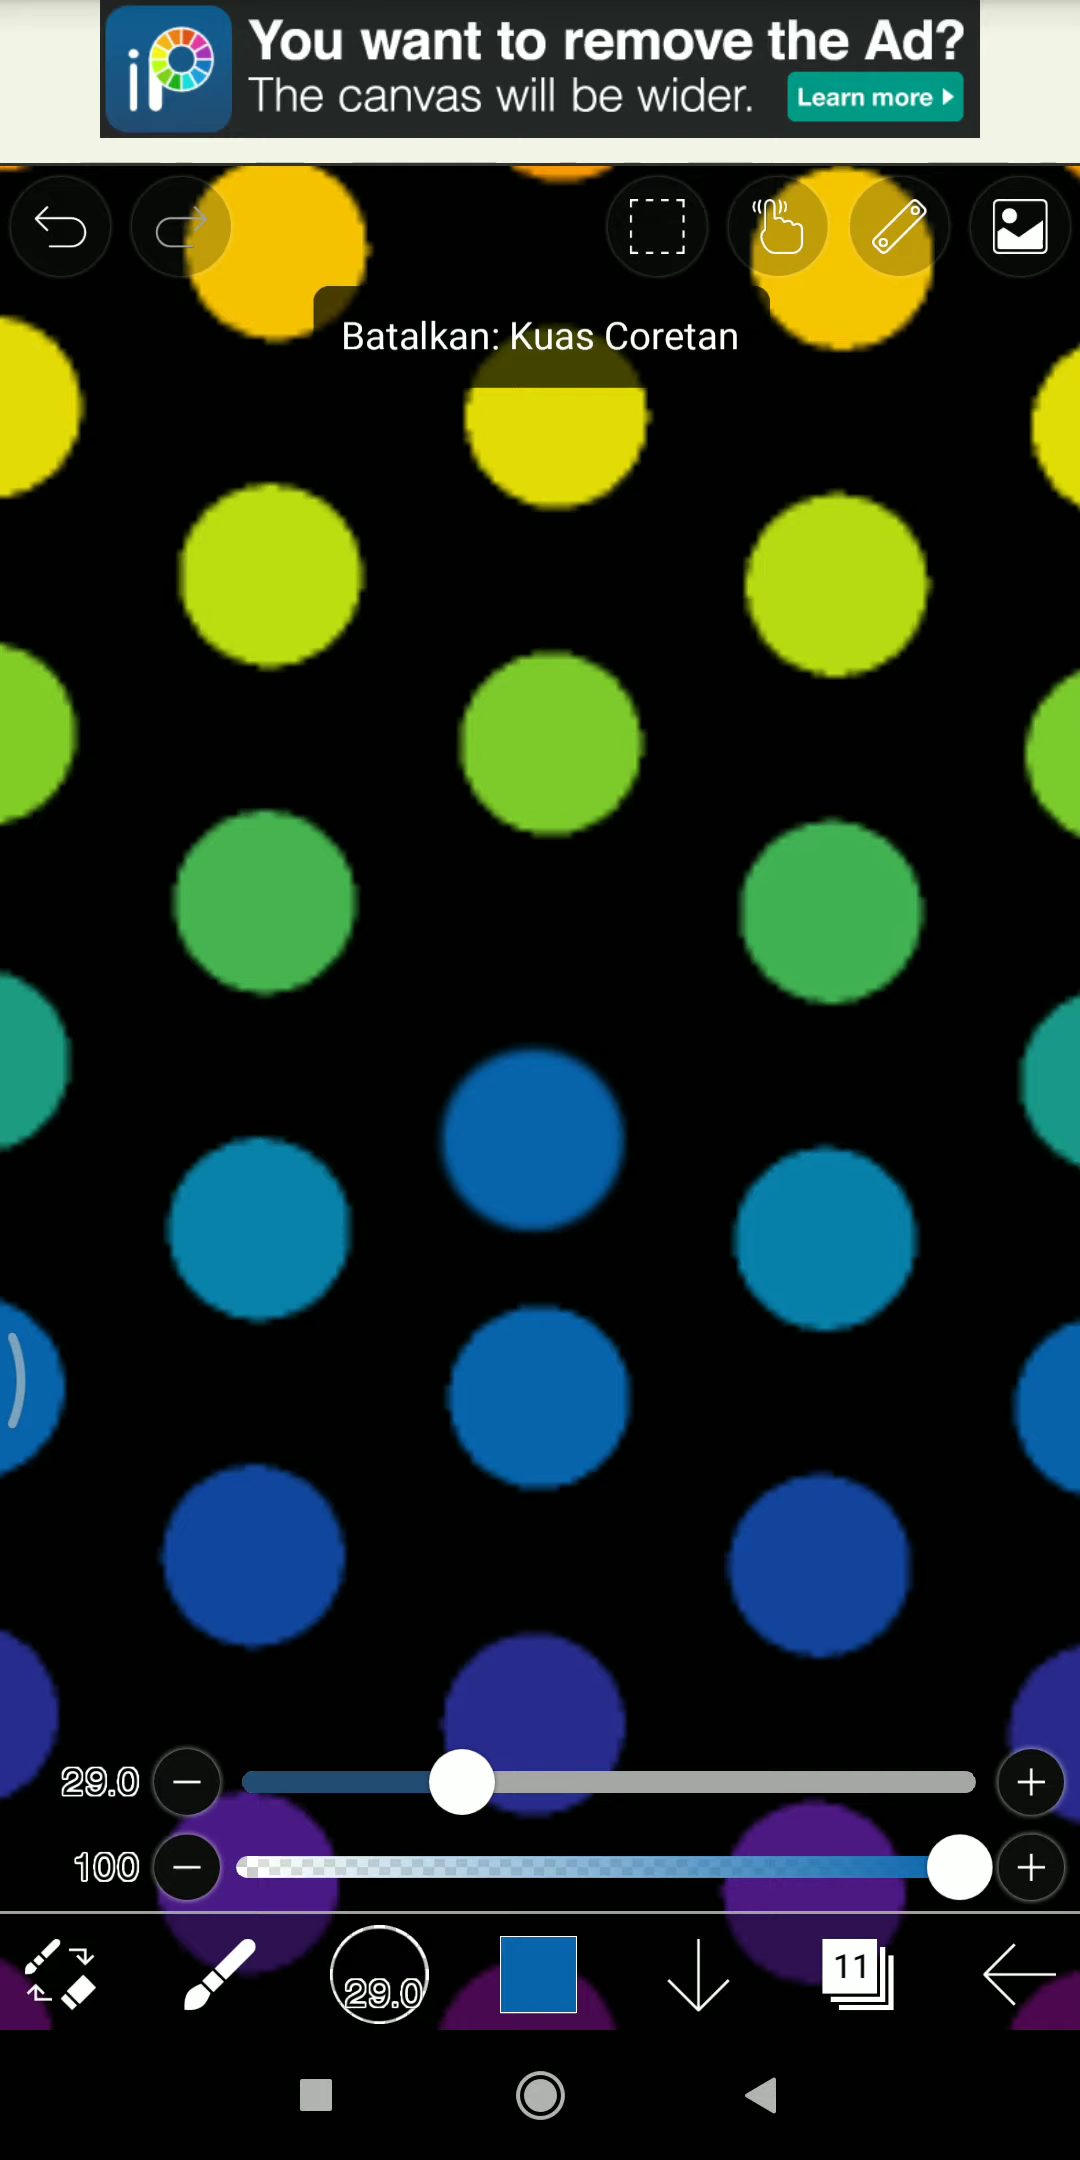 iP
You want to remove the Ad?
The canvas will be wider.
Learn more
Batalkan: Kuas Coretan
29.0
100
29.0
11